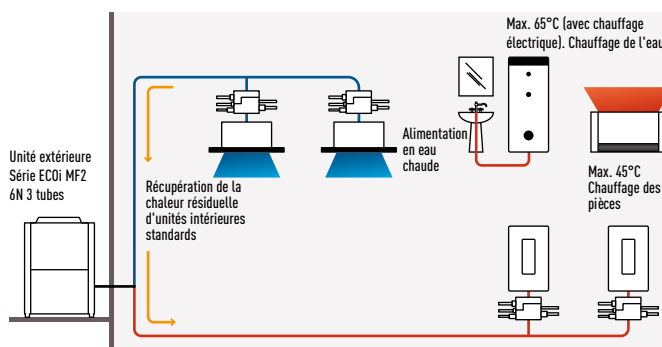 Max. 65°C (avec chauffage
électrique). Chauffage de l'eau
Alimentation
en eau
chaude
Unité extérieure
Série ECOi MF2
6N 3 tubes
Récupération de la
chaleur résiduelle
d'unités intérieures
standards
Max. 45°C
Chauffage des
pièces